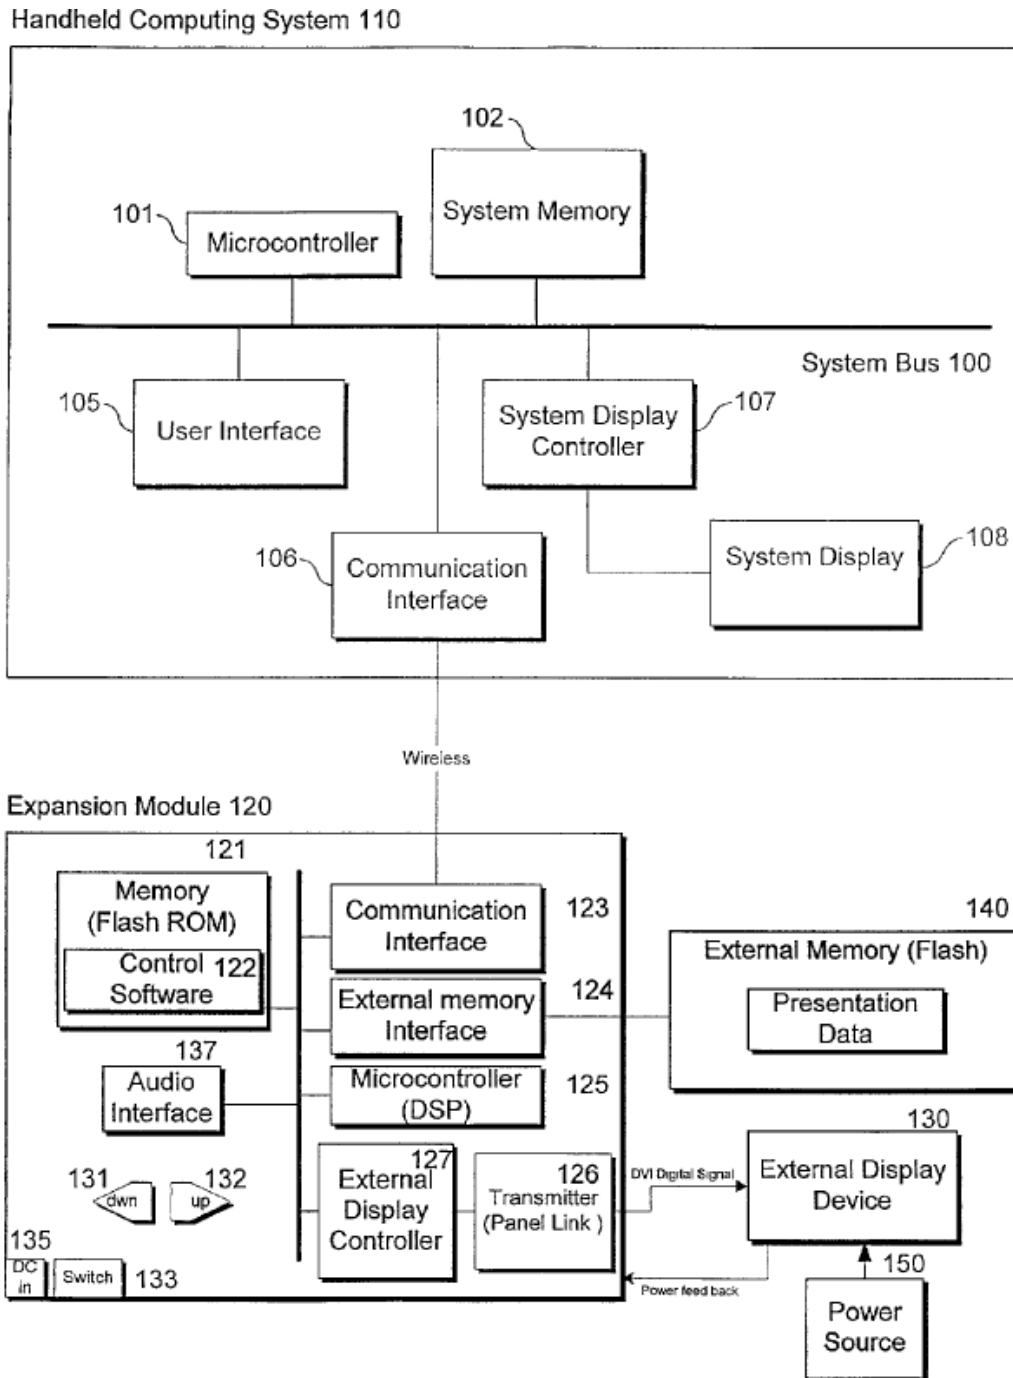 Handheld Computing System 110
102
System Memory
101
Microcontroller
System Bus 100
105
User Interface
System Display
Controller
107
106
Communication
Interface
System Display
108
Wireless
Expansion Module 120
121
Memory
(Flash ROM)
Control
Software
122
Communication
Interface
123
External memory
Interface
124
140
External Memory (Flash)
Presentation
Data
137
Audio
Interface
Microcontroller
(DSP)
125
131
dwn
132
up
127
External
Display
Controller
126
Transmitter
(Panel Link )
DVI Digital Signal
130
External Display
Device
135
DC
in
Switch
133
Power feed back
150
Power
Source